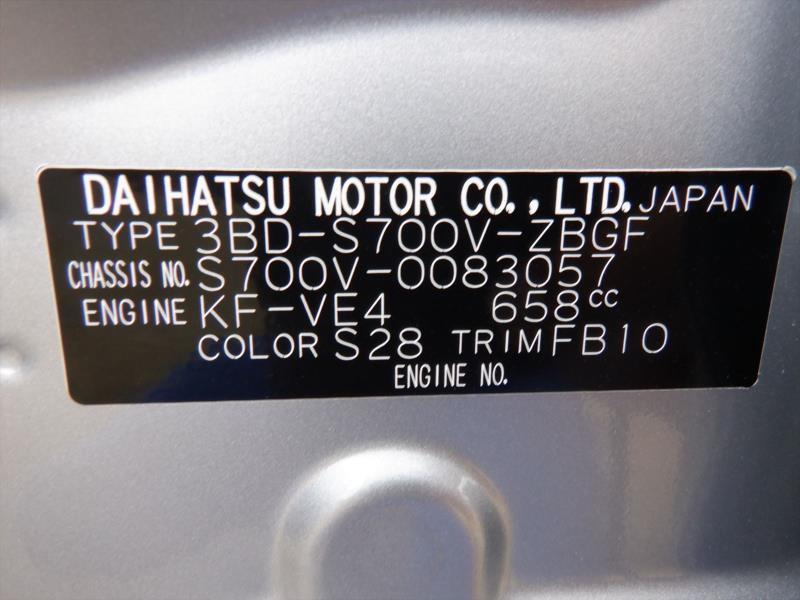 DAIHATSU MOTOR CO., LTD. JAPAN
TYPE 3BD-S700V-ZBGF
CHASSIS NO. S700V-0083057
ENGINE KF-VE4 658cc
COLOR S28 TRIM FB10
ENGINE NO.